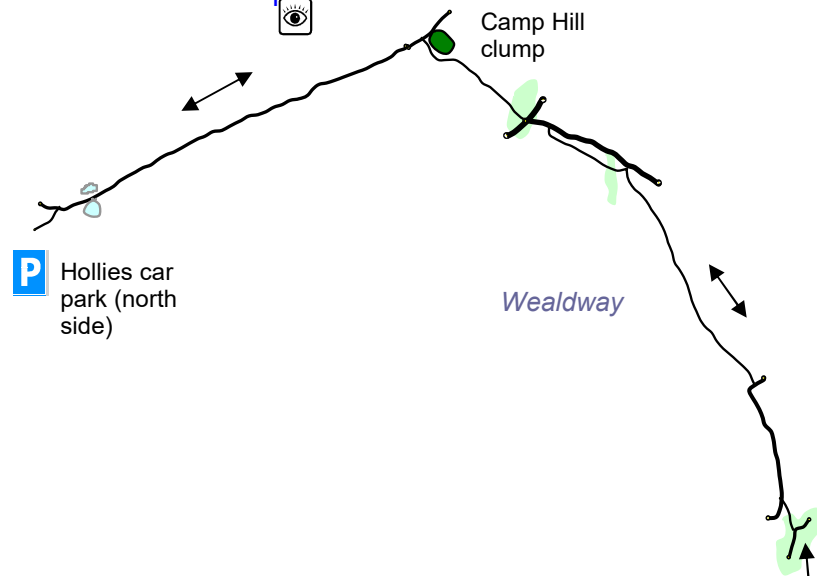 Camp Hill
clump
P
Hollies car
park (north
side)
Wealdway